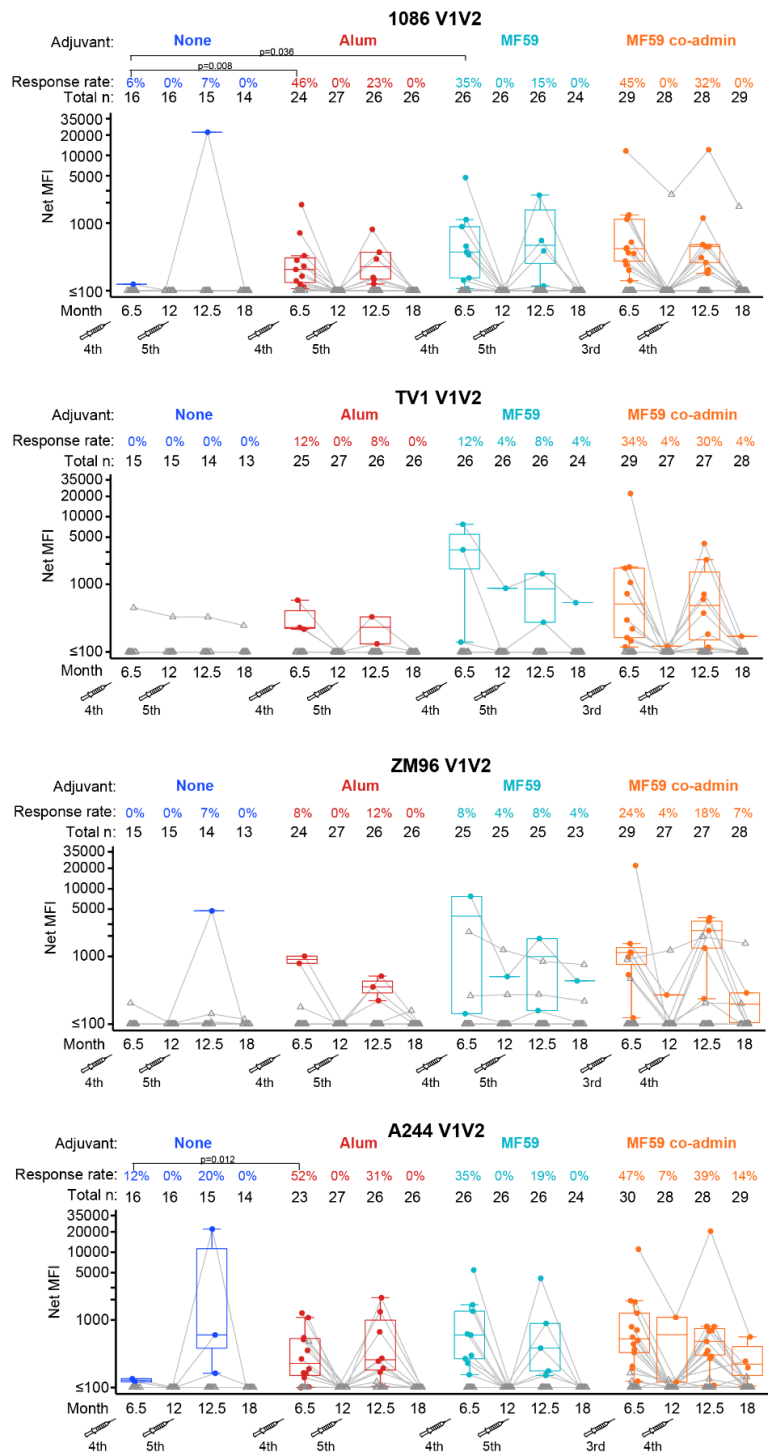 1086 V1V2
Adjuvant: None Alum MF59 MF59 co-admin
p=0.036
p=0.008
Response rate: 6% 0% 7% 0% 46% 0% 23% 0% 35% 0% 15% 0% 45% 0% 32% 0%
Total n: 16 16 15 14 24 27 26 26 26 26 26 24 29 28 28 29
35000
20000
10000
5000
1000
≤100
Net MFI
Month 6.5 12 12.5 18 6.5 12 12.5 18 6.5 12 12.5 18 6.5 12 12.5 18
4th 5th 4th 5th 4th 5th 3rd 4th
TV1 V1V2
Adjuvant: None Alum MF59 MF59 co-admin
Response rate: 0% 0% 0% 0% 12% 0% 8% 0% 12% 4% 8% 4% 34% 4% 30% 4%
Total n: 15 15 14 13 25 27 26 26 26 26 26 24 29 27 27 28
35000
20000
10000
5000
1000
≤100
Net MFI
Month 6.5 12 12.5 18 6.5 12 12.5 18 6.5 12 12.5 18 6.5 12 12.5 18
4th 5th 4th 5th 4th 5th 3rd 4th
ZM96 V1V2
Adjuvant: None Alum MF59 MF59 co-admin
Response rate: 0% 0% 7% 0% 8% 0% 12% 0% 8% 4% 8% 4% 24% 4% 18% 7%
Total n: 15 15 14 13 24 27 26 26 25 25 25 23 29 27 27 28
35000
20000
10000
5000
1000
≤100
Net MFI
Month 6.5 12 12.5 18 6.5 12 12.5 18 6.5 12 12.5 18 6.5 12 12.5 18
4th 5th 4th 5th 4th 5th 3rd 4th
A244 V1V2
Adjuvant: None Alum MF59 MF59 co-admin
p=0.012
Response rate: 12% 0% 20% 0% 52% 0% 31% 0% 35% 0% 19% 0% 47% 7% 39% 14%
Total n: 16 16 15 14 23 27 26 26 26 26 26 24 30 28 28 29
35000
20000
10000
5000
1000
≤100
Net MFI
Month 6.5 12 12.5 18 6.5 12 12.5 18 6.5 12 12.5 18 6.5 12 12.5 18
4th 5th 4th 5th 4th 5th 3rd 4th